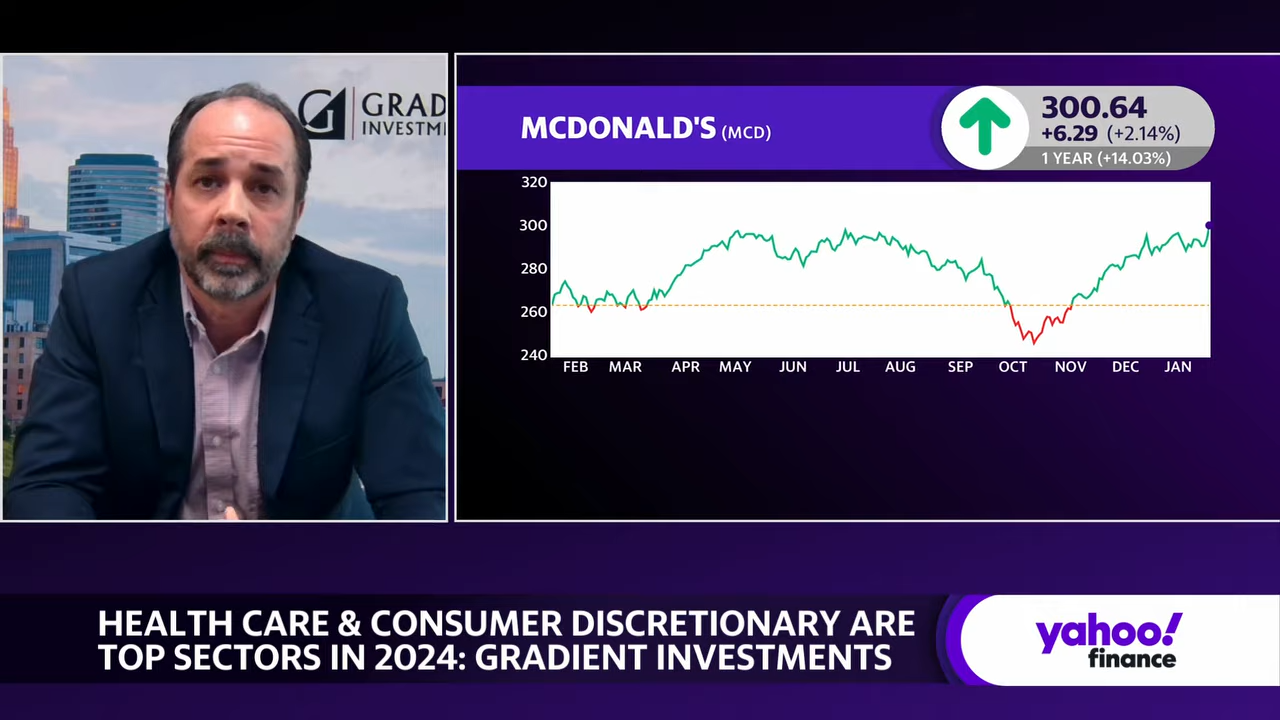 GRAD
INVESTM
MCDONALD'S (MCD)
300.64
+6.29 (+2.14%)
1 YEAR (+14.03%)
320
300
280
260
240
FEB MAR APR MAY JUN JUL AUG SEP OCT NOV DEC JAN
HEALTH CARE & CONSUMER DISCRETIONARY ARE
TOP SECTORS IN 2024: GRADIENT INVESTMENTS
yahoo!
finance